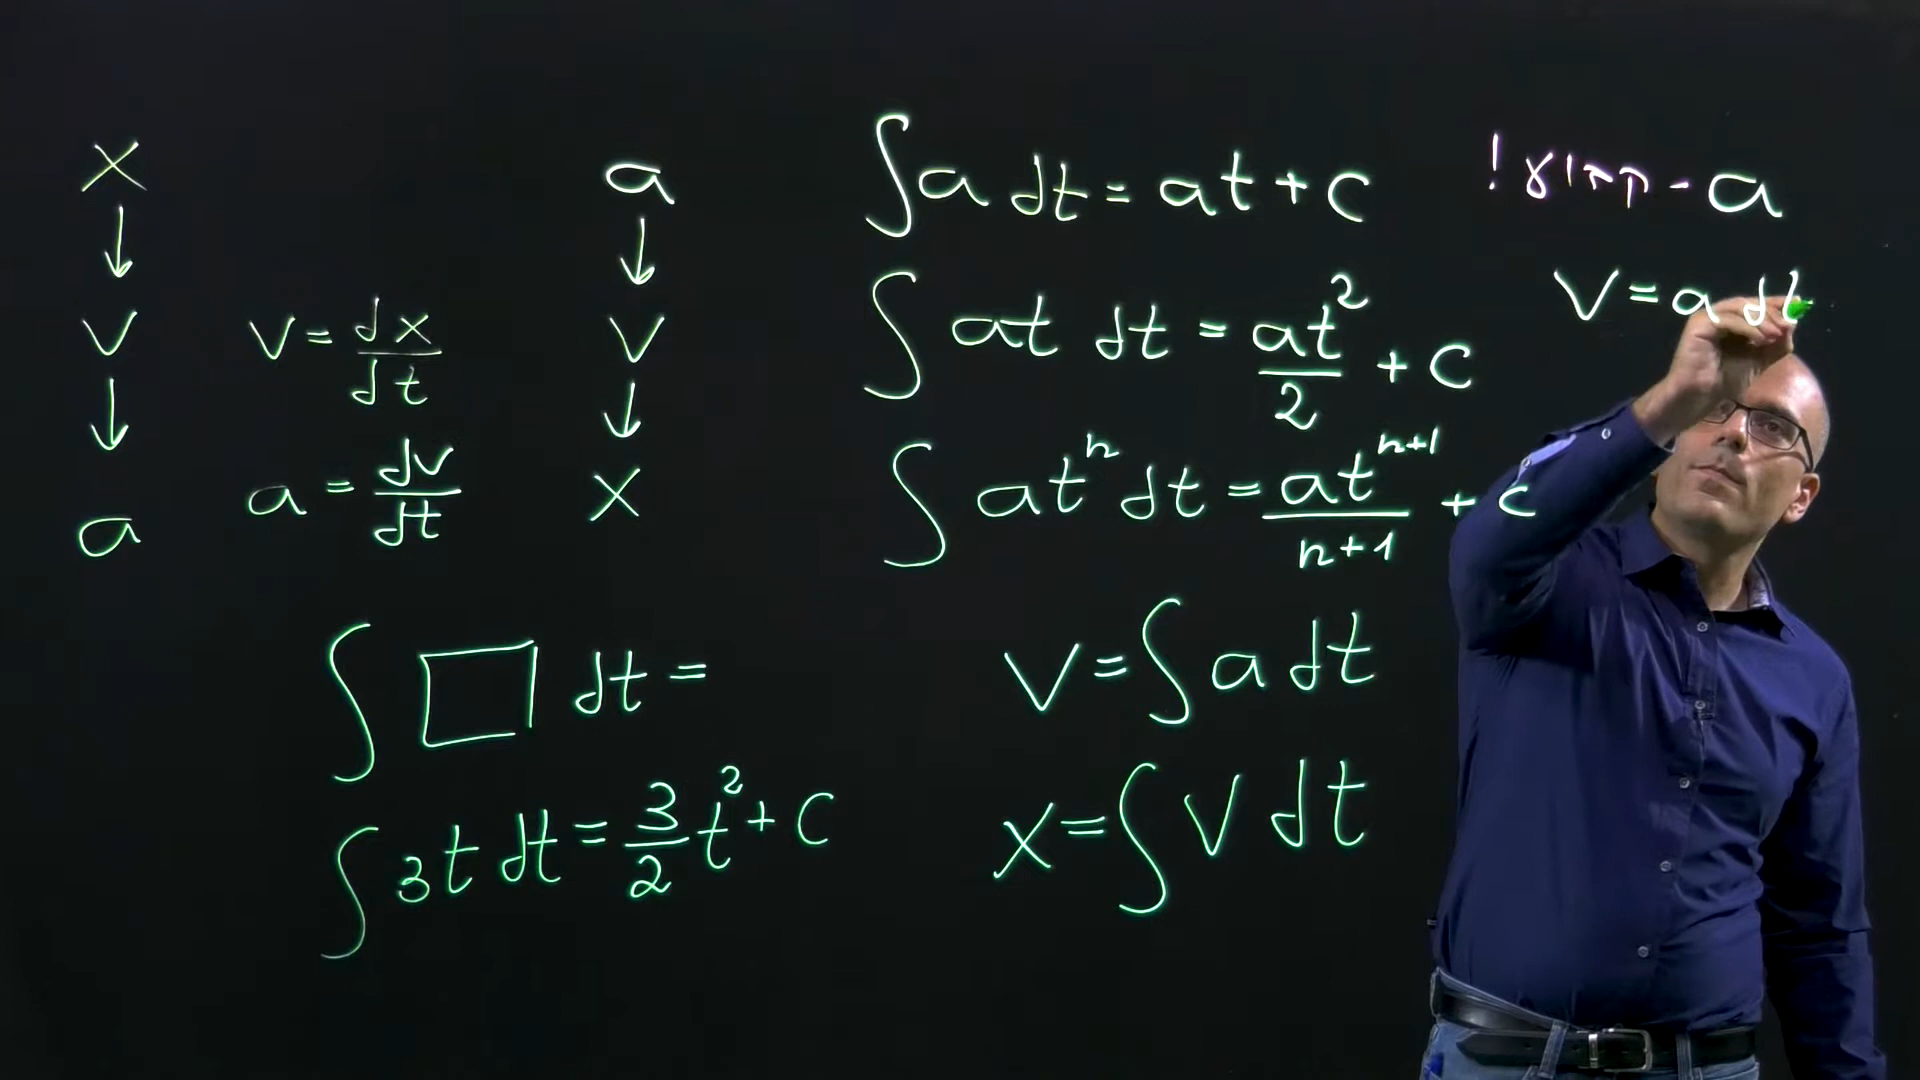 x
↓
v
↓
a
v = dx/dt
a = dv/dt
a
↓
v
↓
x
∫ □ dt =
∫ 3t dt = 3/2 t² + c
∫ a dt = at + c
∫ at dt = at²/2 + c
∫ atⁿ dt = atⁿ⁺¹/n+1 + c
v = ∫ a dt
x = ∫ v dt
a - קבוע !
v = a dt